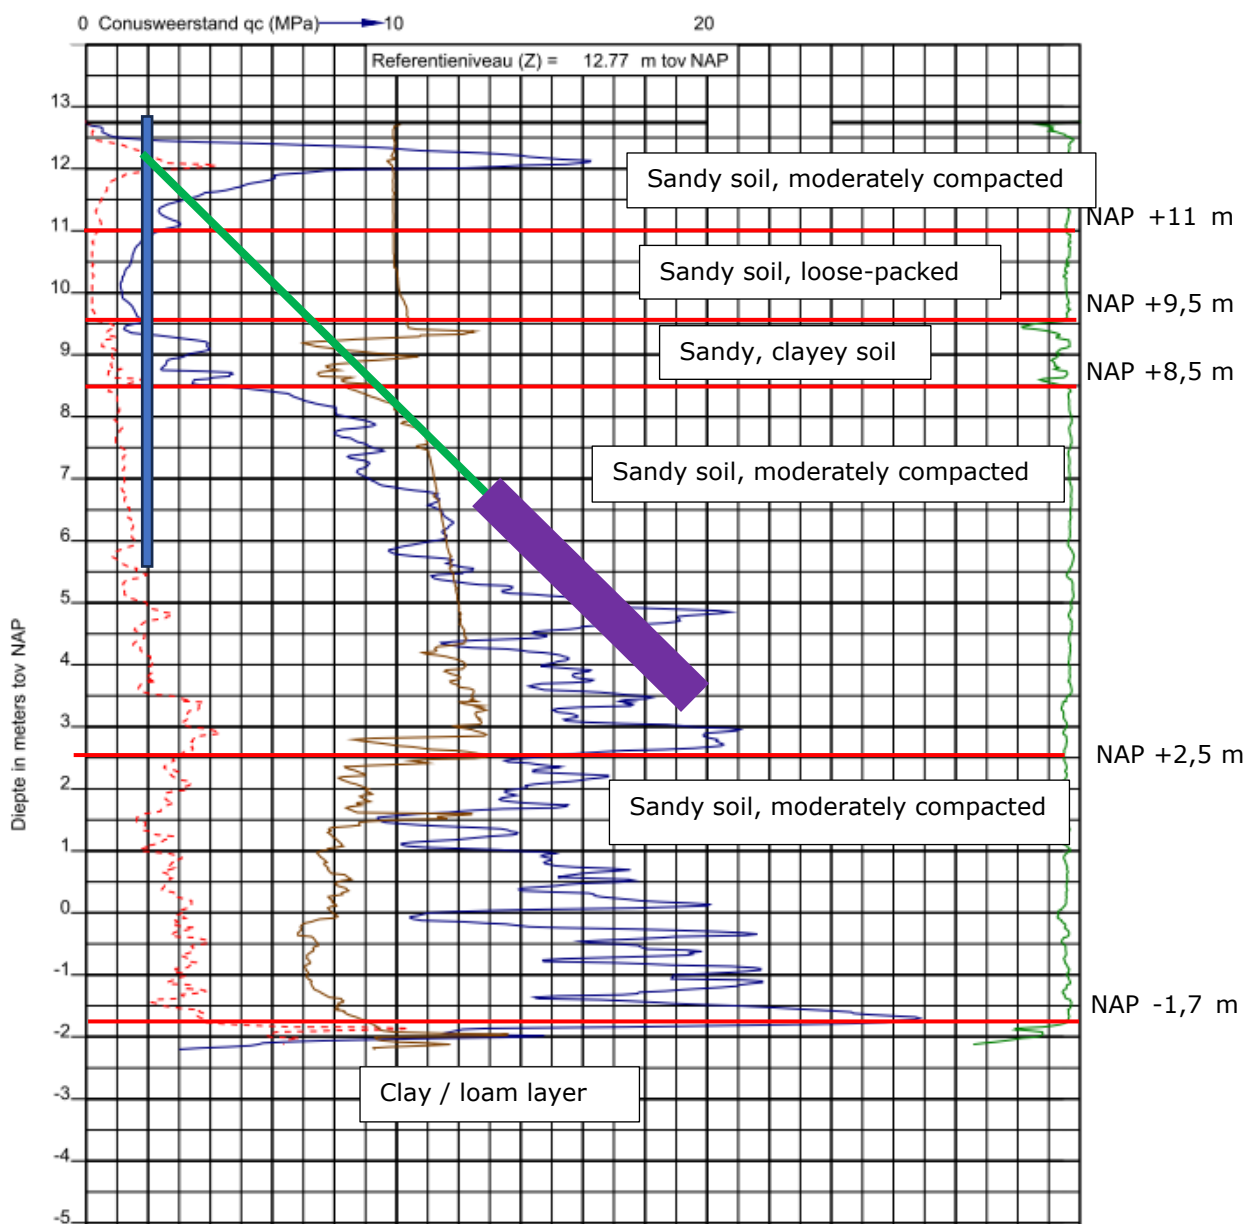 0 Conusweerstand qc (MPa) 10 20
Referentieniveau (Z) = 12.77 m tov NAP
13
12
Sandy soil, moderately compacted
NAP +11 m
11
Sandy soil, loose-packed
10
NAP +9,5 m
Sandy, clayey soil
9
NAP +8,5 m
8
Sandy soil, moderately compacted
7
6
5
4
3
NAP +2,5 m
2
Sandy soil, moderately compacted
1
0
-1
NAP -1,7 m
-2
Clay / loam layer
-3
-4
-5
Diepte in meters tov NAP